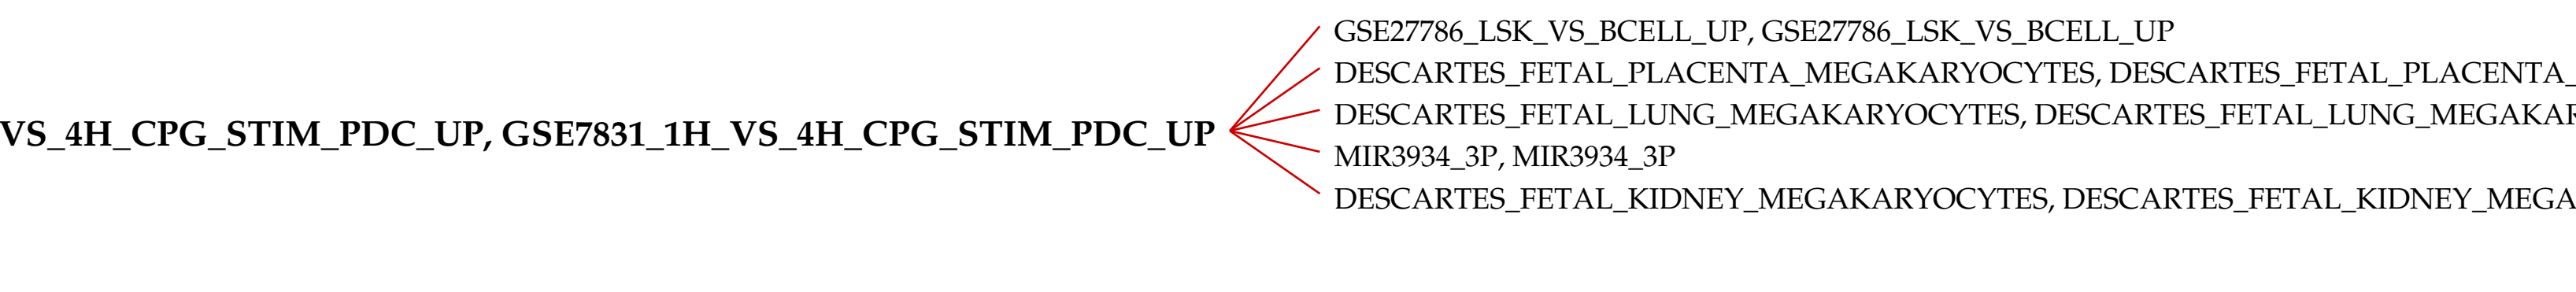 GSE27786_LSK_VS_BCELL_UP, GSE27786_LSK_VS_BCELL_UP
DESCARTES_FETAL_PLACENTA_MEGAKARYOCYTES, DESCARTES_FETAL_PLACENTA_
DESCARTES_FETAL_LUNG_MEGAKARYOCYTES, DESCARTES_FETAL_LUNG_MEGAKAR
VS_4H_CPG_STIM_PDC_UP, GSE7831_1H_VS_4H_CPG_STIM_PDC_UP
MIR3934_3P, MIR3934_3P
DESCARTES_FETAL_KIDNEY_MEGAKARYOCYTES, DESCARTES_FETAL_KIDNEY_MEGA